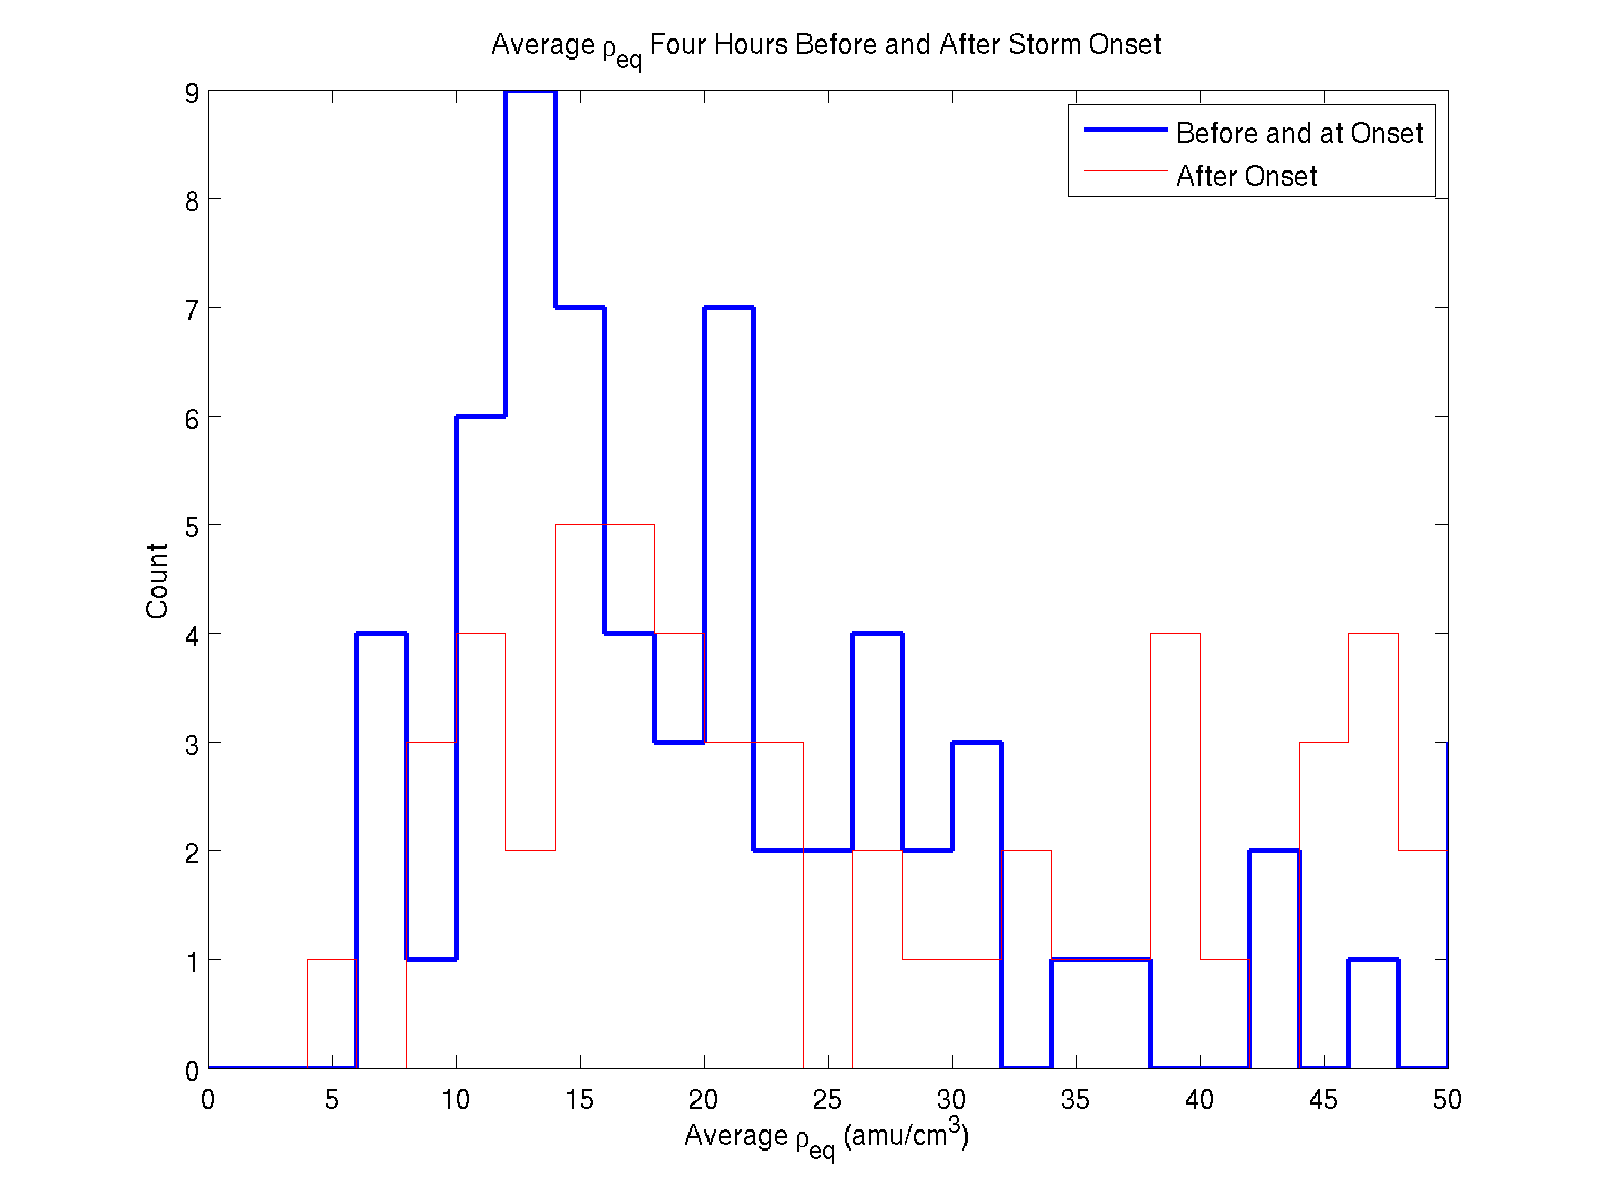 Average ρeq Four Hours Before and After Storm Onset
9
8
7
6
5
4
3
2
1
0
Count
Before and at Onset
After Onset
0 5 10 15 20 25 30 35 40 45 50
Average ρeq (amu/cm³)